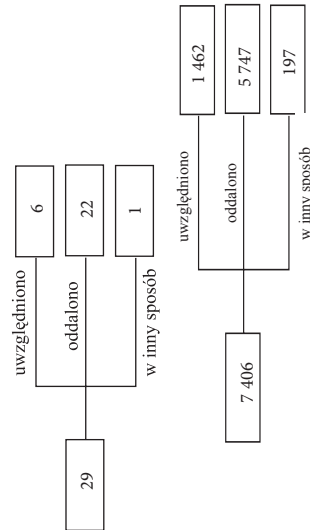 29
uwzględniono
6
oddalono
22
w inny sposób
1
7 406
uwzględniono
1 462
oddalono
5 747
w inny sposób
197